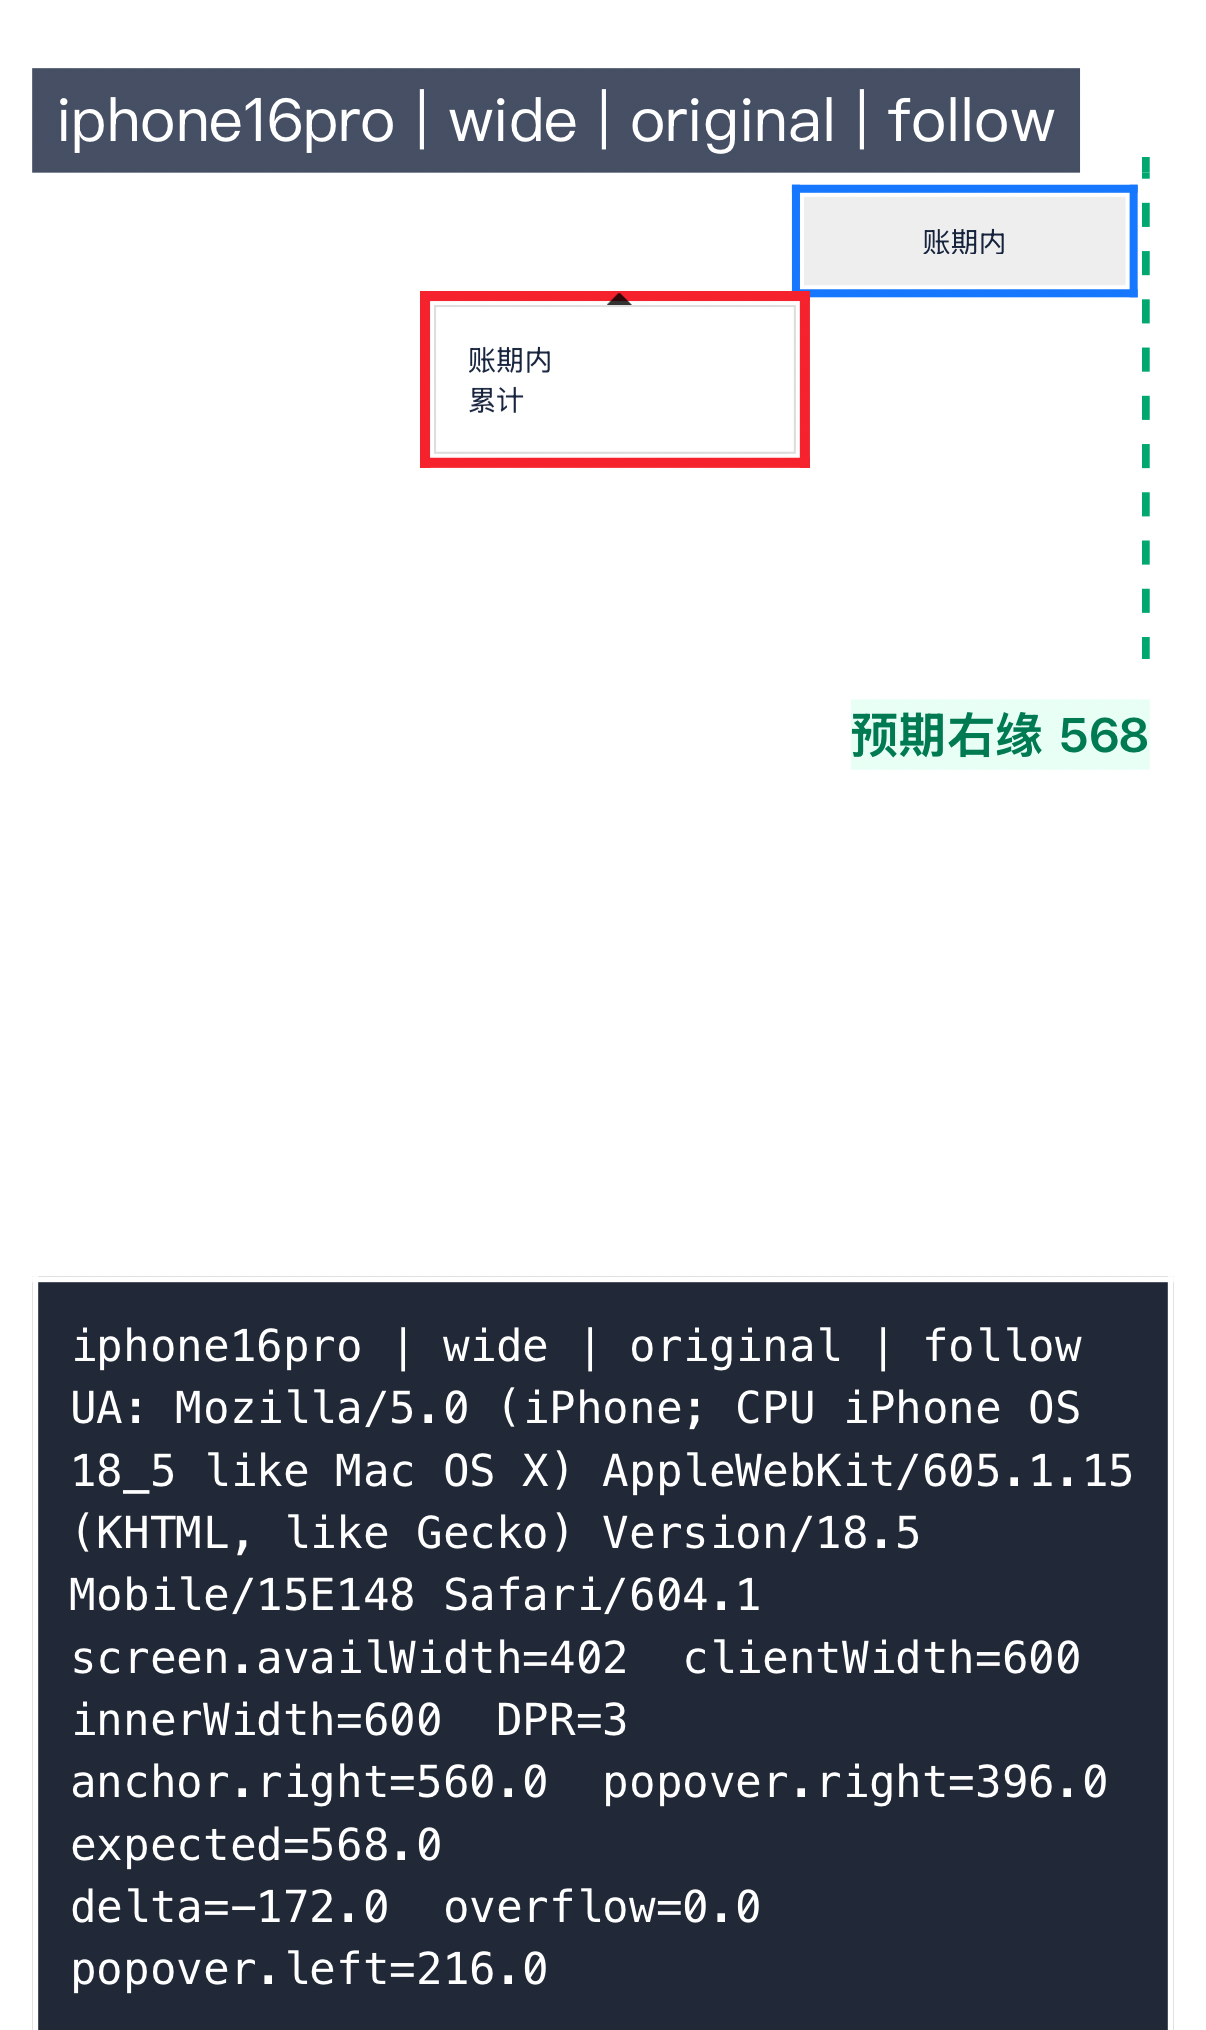 iphone16pro | wide | original | follow
账期内
账期内
累计
预期右缘 568
iphone16pro | wide | original | follow
UA: Mozilla/5.0 (iPhone; CPU iPhone OS
18_5 like Mac OS X) AppleWebKit/605.1.15
(KHTML, like Gecko) Version/18.5
Mobile/15E148 Safari/604.1
screen.availWidth=402  clientWidth=600
innerWidth=600  DPR=3
anchor.right=560.0  popover.right=396.0
expected=568.0
delta=−172.0  overflow=0.0
popover.left=216.0